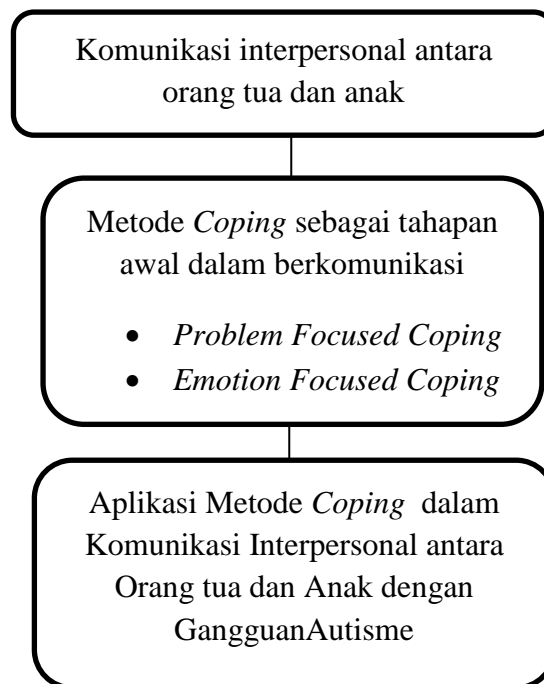 Komunikasi interpersonal antara
orang tua dan anak
Metode Coping sebagai tahapan
awal dalam berkomunikasi
• Problem Focused Coping
• Emotion Focused Coping
Aplikasi Metode Coping dalam
Komunikasi Interpersonal antara
Orang tua dan Anak dengan
GangguanAutisme